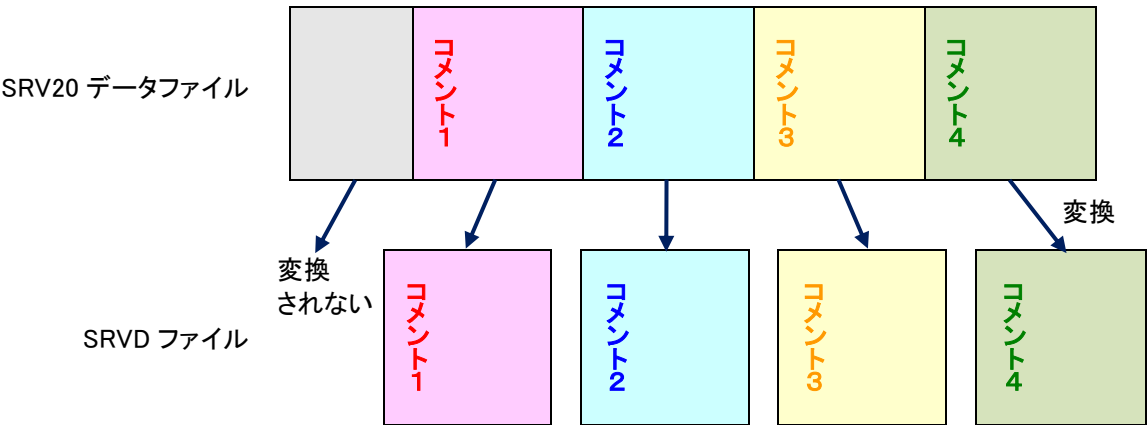 SRV20 データファイル
コメント1
コメント2
コメント3
コメント4
変換
されない
変換
SRVD ファイル
コメント1
コメント2
コメント3
コメント4